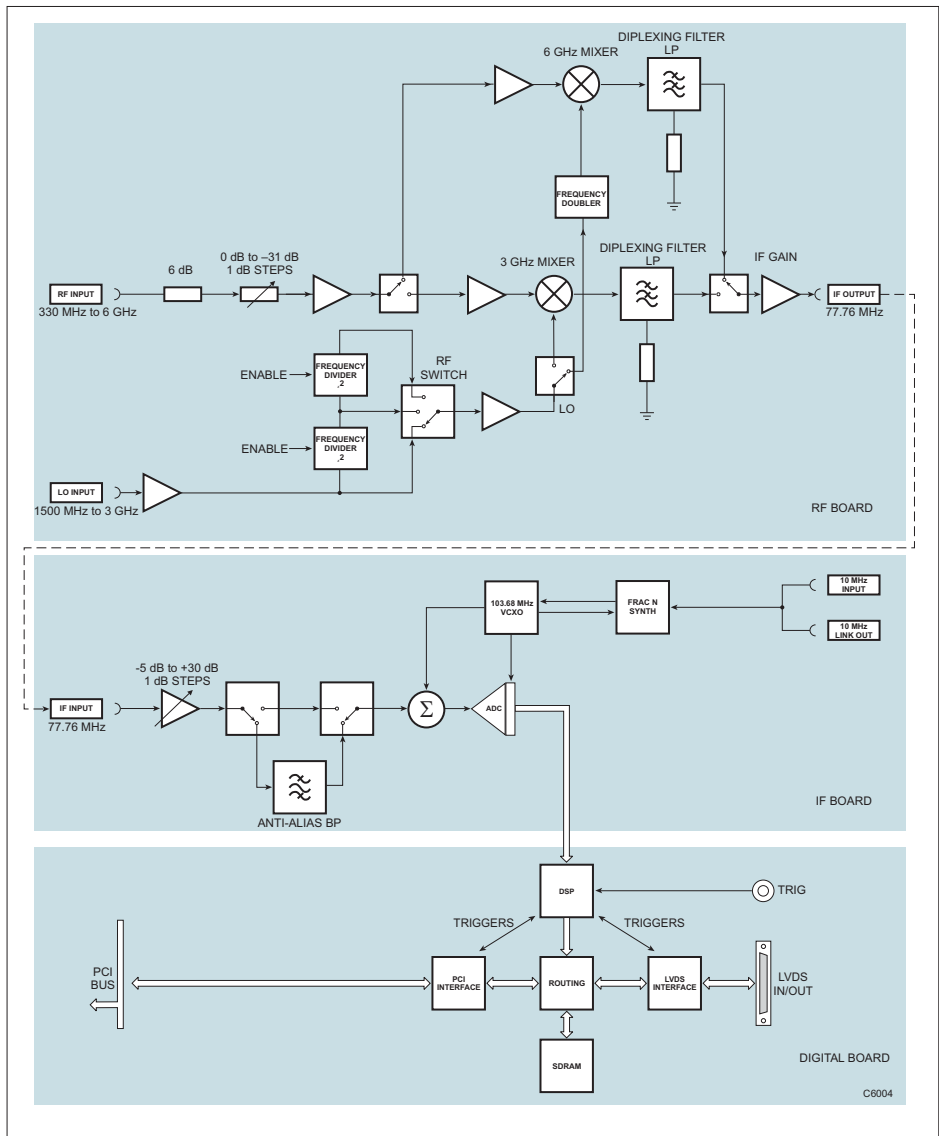 DIPLEXING FILTER
LP
6 GHz MIXER
FREQUENCY
DOUBLER
0 dB to –31 dB
1 dB STEPS
6 dB
3 GHz MIXER
DIPLEXING FILTER
LP
IF GAIN
RF INPUT
330 MHz to 6 GHz
IF OUTPUT
77.76 MHz
ENABLE
FREQUENCY
DIVIDER
,2
RF
SWITCH
LO
ENABLE
FREQUENCY
DIVIDER
,2
LO INPUT
1500 MHz to 3 GHz
RF BOARD
103.68 MHz
VCXO
FRAC N
SYNTH
10 MHz
INPUT
10 MHz
LINK OUT
-5 dB to +30 dB
1 dB STEPS
IF INPUT
77.76 MHz
Σ
ADC
ANTI-ALIAS BP
IF BOARD
DSP
TRIG
TRIGGERS
TRIGGERS
PCI
BUS
PCI
INTERFACE
ROUTING
LVDS
INTERFACE
LVDS
IN/OUT
SDRAM
DIGITAL BOARD
C6004